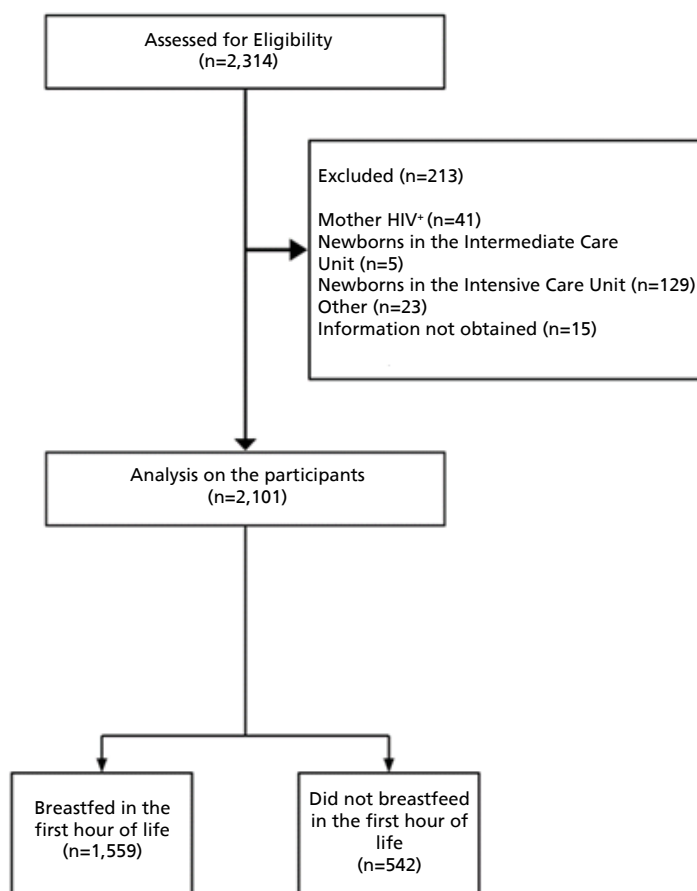 Assessed for Eligibility
(n=2,314)
Excluded (n=213)
Mother HIV⁺ (n=41)
Newborns in the Intermediate Care
Unit (n=5)
Newborns in the Intensive Care Unit (n=129)
Other (n=23)
Information not obtained (n=15)
Analysis on the participants
(n=2,101)
Breastfed in the
first hour of life
(n=1,559)
Did not breastfeed
in the first hour of
life
(n=542)